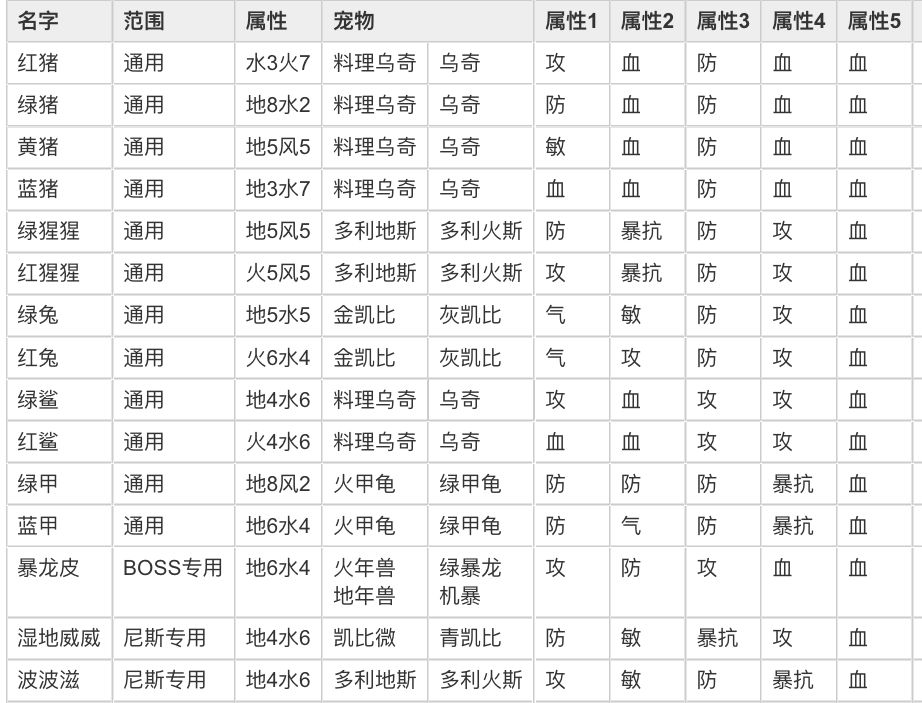 名字 范围 属性 宠物 属性1 属性2 属性3 属性4 属性5
红猪 通用 水3火7 料理乌奇 乌奇 攻 血 防 血 血
绿猪 通用 地8水2 料理乌奇 乌奇 防 血 防 血 血
黄猪 通用 地5风5 料理乌奇 乌奇 敏 血 防 血 血
蓝猪 通用 地3水7 料理乌奇 乌奇 血 血 防 血 血
绿猩猩 通用 地5风5 多利地斯 多利火斯 防 暴抗 防 攻 血
红猩猩 通用 火5风5 多利地斯 多利火斯 攻 暴抗 防 攻 血
绿兔 通用 地5水5 金凯比 灰凯比 气 敏 防 攻 血
红兔 通用 火6水4 金凯比 灰凯比 气 攻 防 攻 血
绿鲨 通用 地4水6 料理乌奇 乌奇 攻 血 攻 攻 血
红鲨 通用 火4水6 料理乌奇 乌奇 血 血 攻 攻 血
绿甲 通用 地8风2 火甲龟 绿甲龟 防 防 防 暴抗 血
蓝甲 通用 地6水4 火甲龟 绿甲龟 防 气 防 暴抗 血
暴龙皮 BOSS专用 地6水4 火年兽 绿暴龙 攻 防 攻 血 血
地年兽 机暴
湿地威威 尼斯专用 地4水6 凯比微 青凯比 防 敏 暴抗 攻 血
波波滋 尼斯专用 地4水6 多利地斯 多利火斯 攻 敏 防 暴抗 血